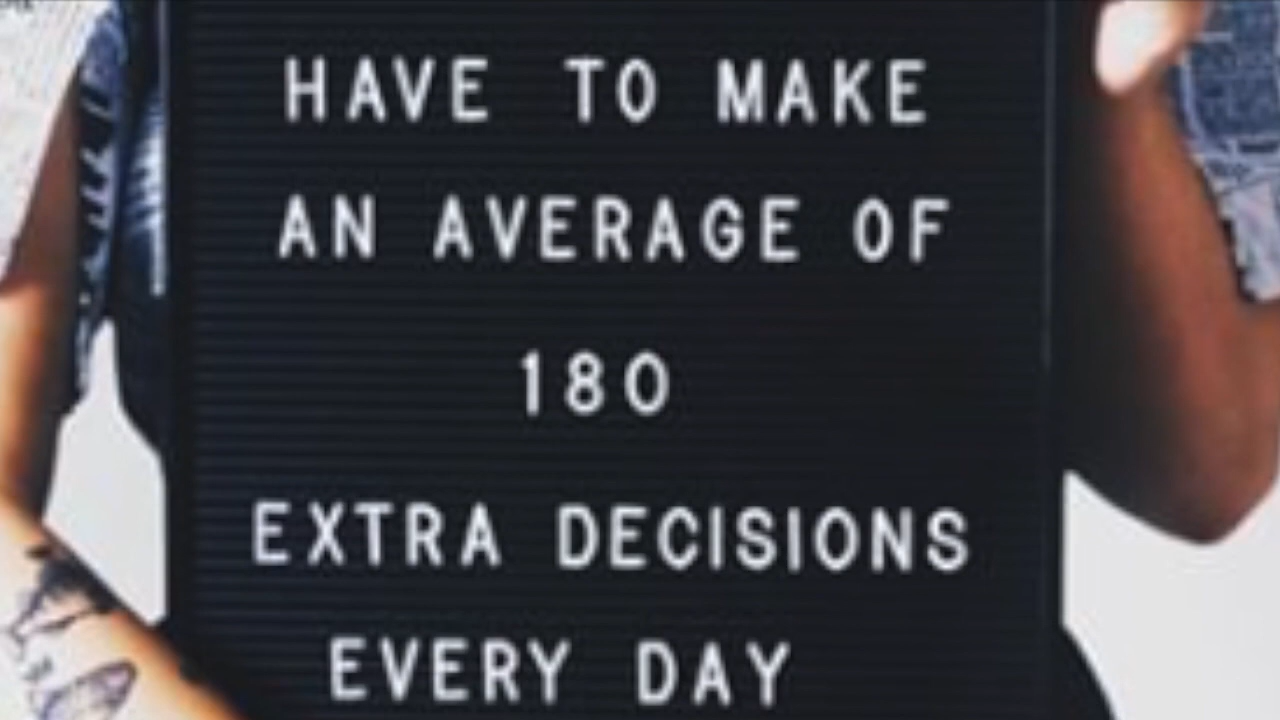 HAVE TO MAKE
AN AVERAGE OF
180
EXTRA DECISIONS
EVERY DAY